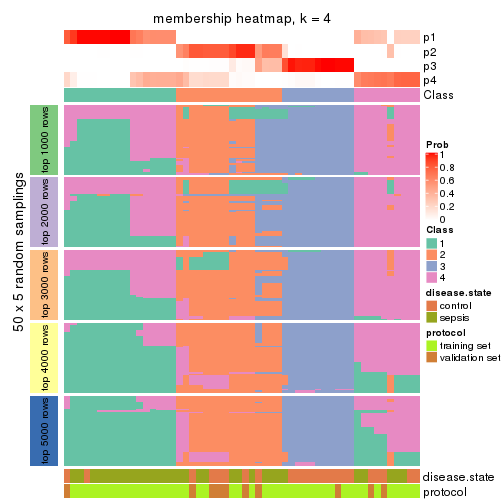 membership heatmap, k = 4
p1
p2
p3
p4
Class
50 x 5 random samplings
top 1000 rows
top 2000 rows
top 3000 rows
top 4000 rows
top 5000 rows
disease.state
protocol
Prob
1
0.8
0.6
0.4
0.2
0
Class
1
2
3
4
disease.state
control
sepsis
protocol
training set
validation set